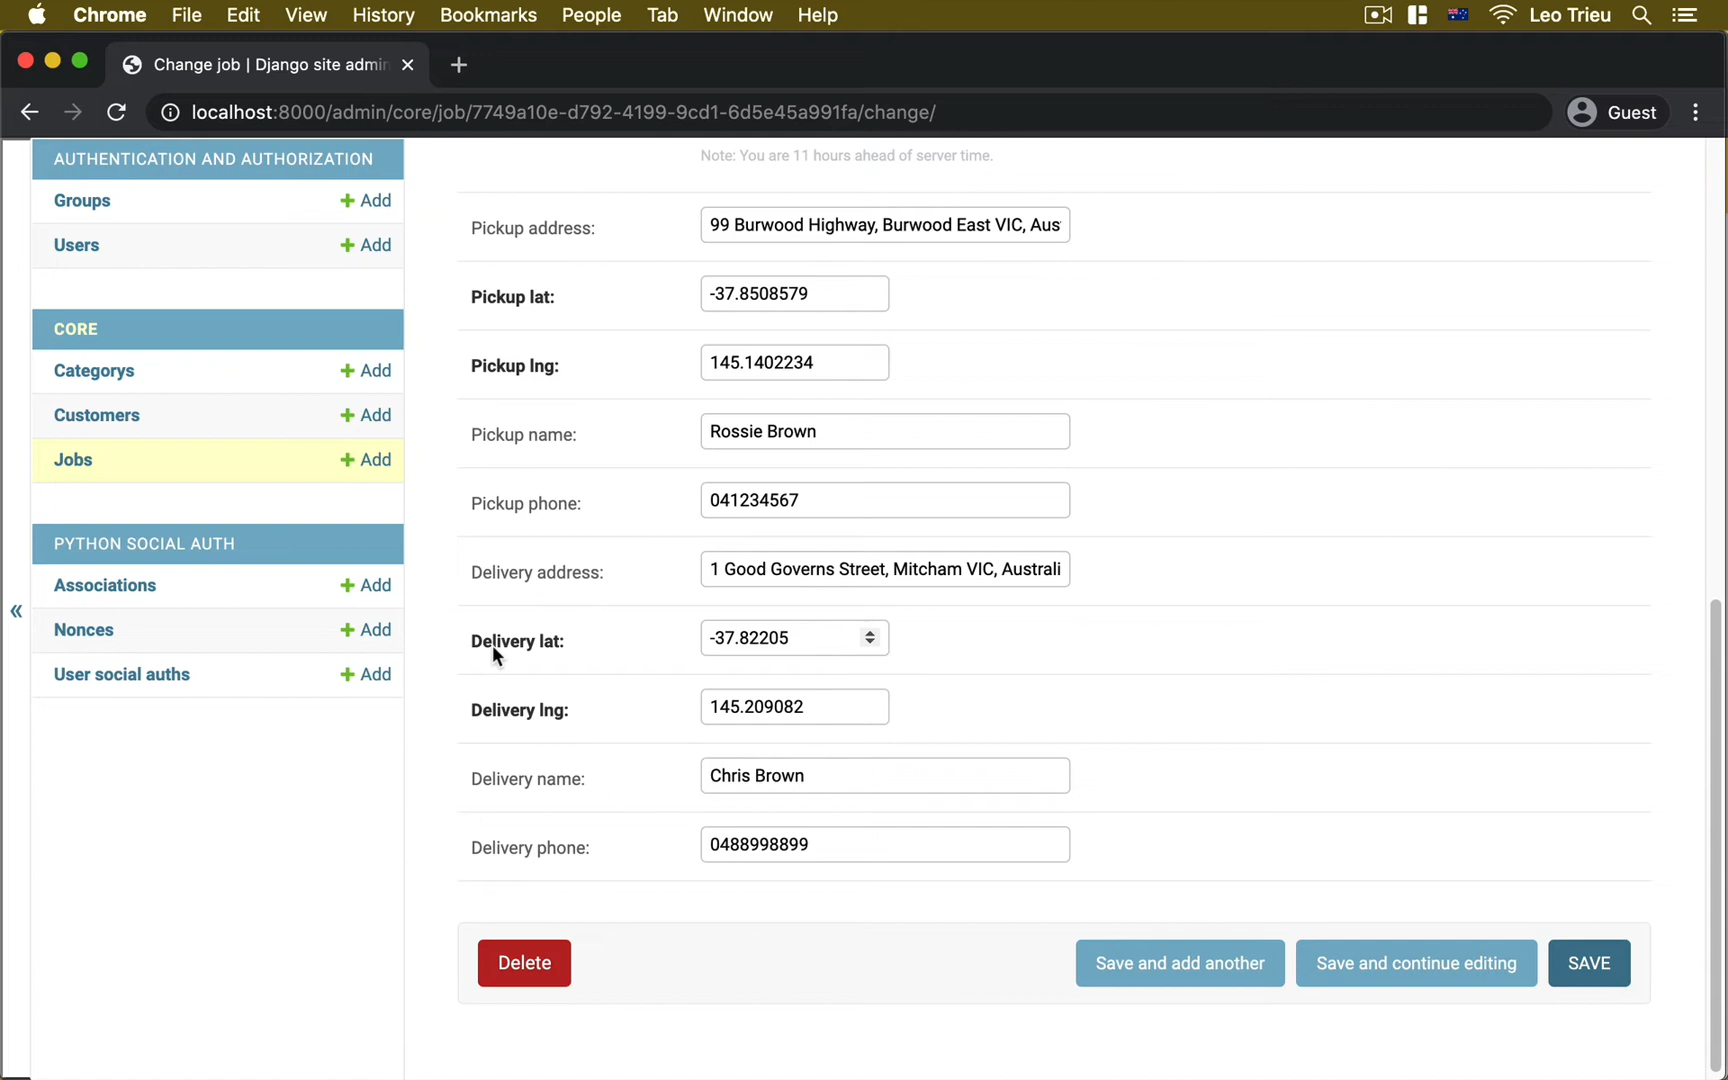 Chrome File Edit View History Bookmarks People Tab Window Help Leo Trieu
Change job | Django site admin
localhost:8000/admin/core/job/7749a10e-d792-4199-9cd1-6d5e45a991fa/change/ Guest
AUTHENTICATION AND AUTHORIZATION
Groups + Add
Users + Add
CORE
Categorys + Add
Customers + Add
Jobs + Add
PYTHON SOCIAL AUTH
Associations + Add
Nonces + Add
User social auths + Add
«
Note: You are 11 hours ahead of server time.
Pickup address: 99 Burwood Highway, Burwood East VIC, Aus
Pickup lat: -37.8508579
Pickup lng: 145.1402234
Pickup name: Rossie Brown
Pickup phone: 041234567
Delivery address: 1 Good Governs Street, Mitcham VIC, Australi
Delivery lat: -37.82205
Delivery lng: 145.209082
Delivery name: Chris Brown
Delivery phone: 0488998899
Delete Save and add another Save and continue editing SAVE